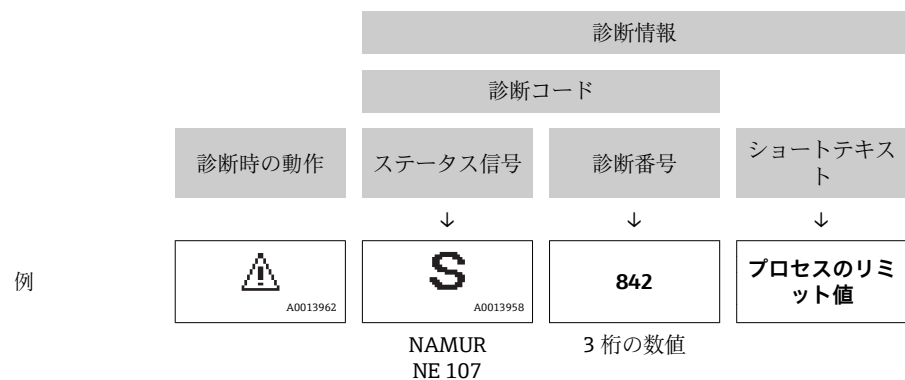 診断情報
診断コード
診断時の動作
ステータス信号
診断番号
ショートテキス
ト
↓ ↓ ↓
例
A0013962
S
A0013958
842
プロセスのリミ
ット値
NAMUR
NE 107
3 桁の数値